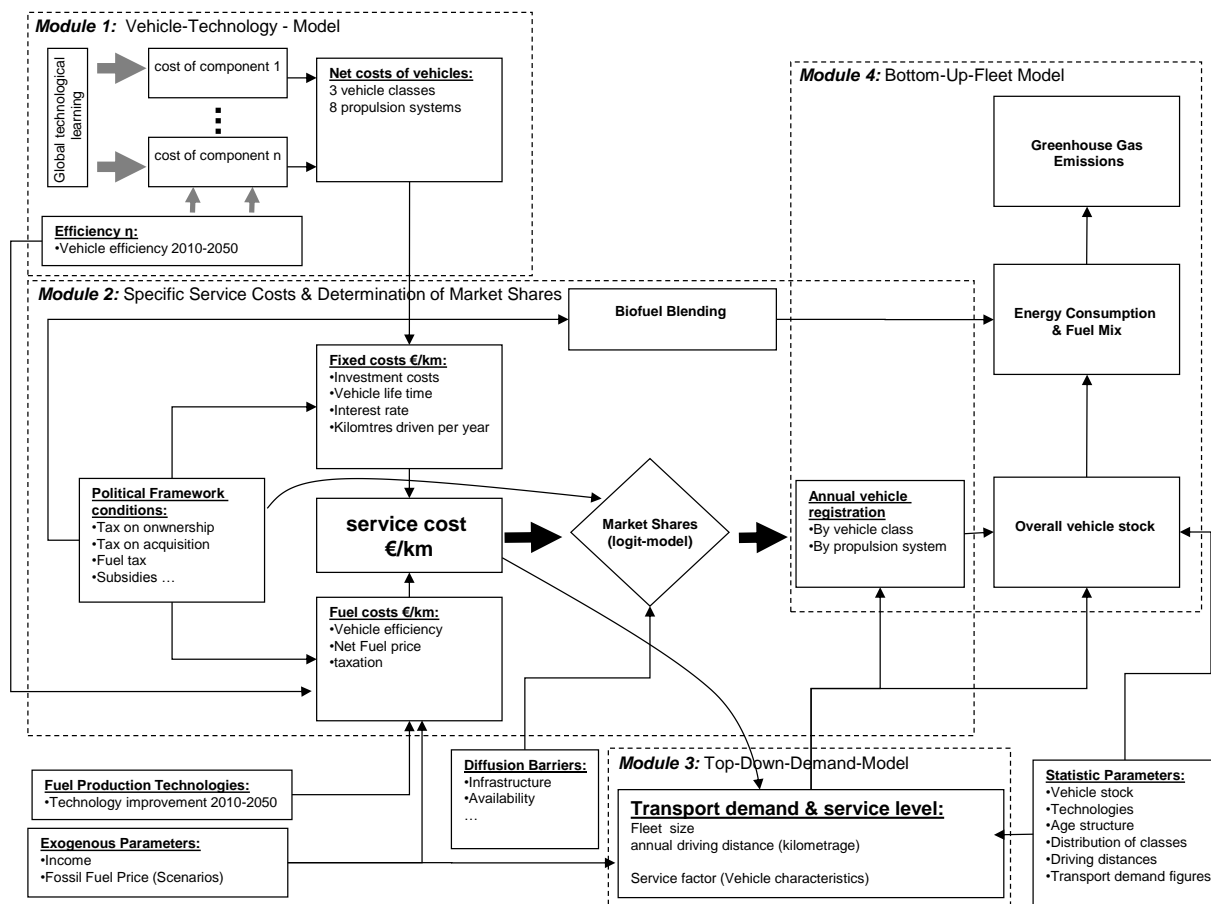 Module 1: Vehicle-Technology - Model
Global technological
learning
cost of component 1
cost of component n
Net costs of vehicles:
3 vehicle classes
8 propulsion systems
Efficiency η:
•Vehicle efficiency 2010-2050
Module 4: Bottom-Up-Fleet Model
Greenhouse Gas
Emissions
Energy Consumption
& Fuel Mix
Overall vehicle stock
Annual vehicle
registration
•By vehicle class
•By propulsion system
Module 2: Specific Service Costs & Determination of Market Shares
Biofuel Blending
Fixed costs €/km:
•Investment costs
•Vehicle life time
•Interest rate
•Kilomtres driven per year
Political Framework
conditions:
•Tax on onwnership
•Tax on acquisition
•Fuel tax
•Subsidies …
service cost
€/km
Market Shares
(logit-model)
Fuel costs €/km:
•Vehicle efficiency
•Net Fuel price
•taxation
Fuel Production Technologies:
•Technology improvement 2010-2050
Exogenous Parameters:
•Income
•Fossil Fuel Price (Scenarios)
Diffusion Barriers:
•Infrastructure
•Availability
…
Module 3: Top-Down-Demand-Model
Transport demand & service level:
Fleet size
annual driving distance (kilometrage)
Service factor (Vehicle characteristics)
Statistic Parameters:
•Vehicle stock
•Technologies
•Age structure
•Distribution of classes
•Driving distances
•Transport demand figures